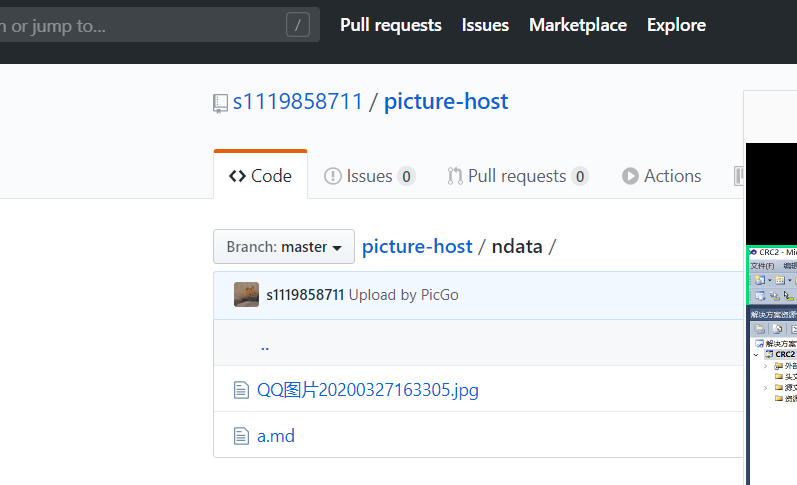 or jump to... / Pull requests Issues Marketplace Explore
s1119858711 / picture-host
Code Issues 0 Pull requests 0 Actions
Branch: master picture-host / ndata /
s1119858711 Upload by PicGo
..
QQ图片20200327163305.jpg
a.md
CRC2 - Mi
文件(F) 编辑
解决方案资源
解决方案
CRC2
外部
头文
源文
资源